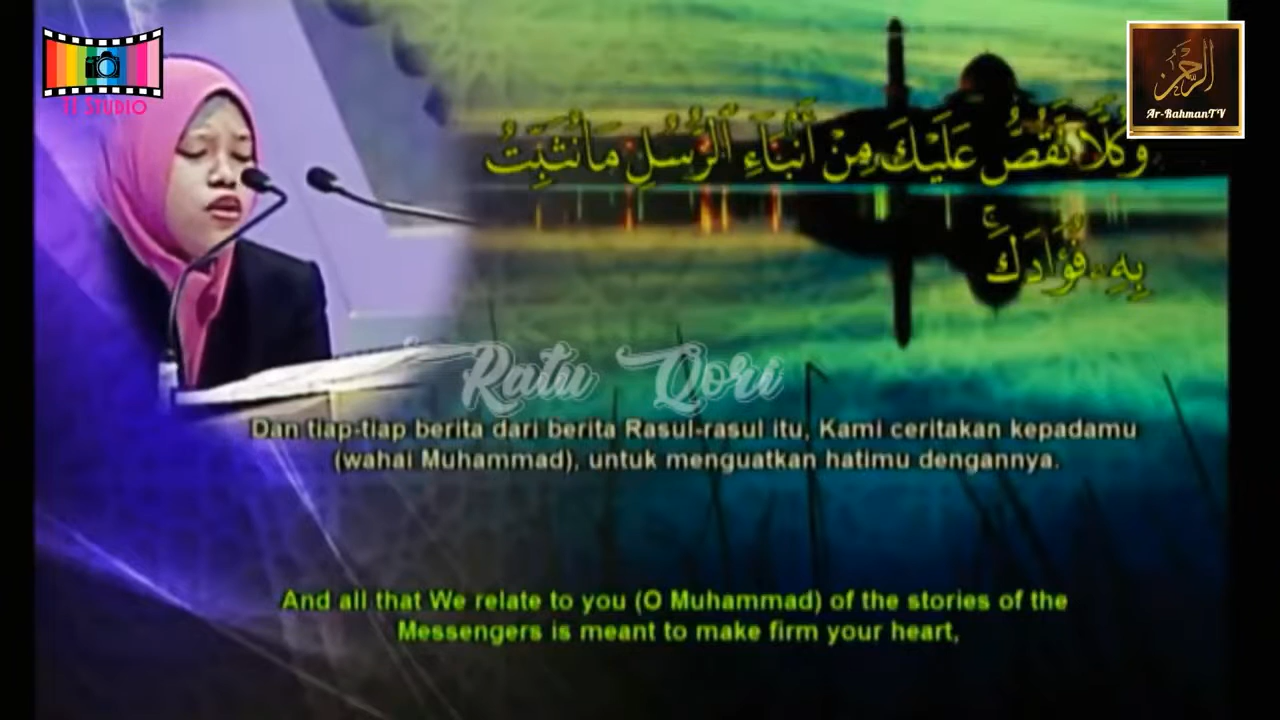 TI STUDIO
الرحمن
Ar-RahmanTV
وَكُلًّا نَّقُصُّ عَلَيْكَ مِنْ أَنۢبَآءِ ٱلرُّسُلِ مَا نُثَبِّتُ
بِهِۦ فُؤَادَكَ ۚ
Ratu Qori
Dan tiap-tiap berita dari berita Rasul-rasul itu, Kami ceritakan kepadamu
(wahai Muhammad), untuk menguatkan hatimu dengannya.
And all that We relate to you (O Muhammad) of the stories of the
Messengers is meant to make firm your heart,